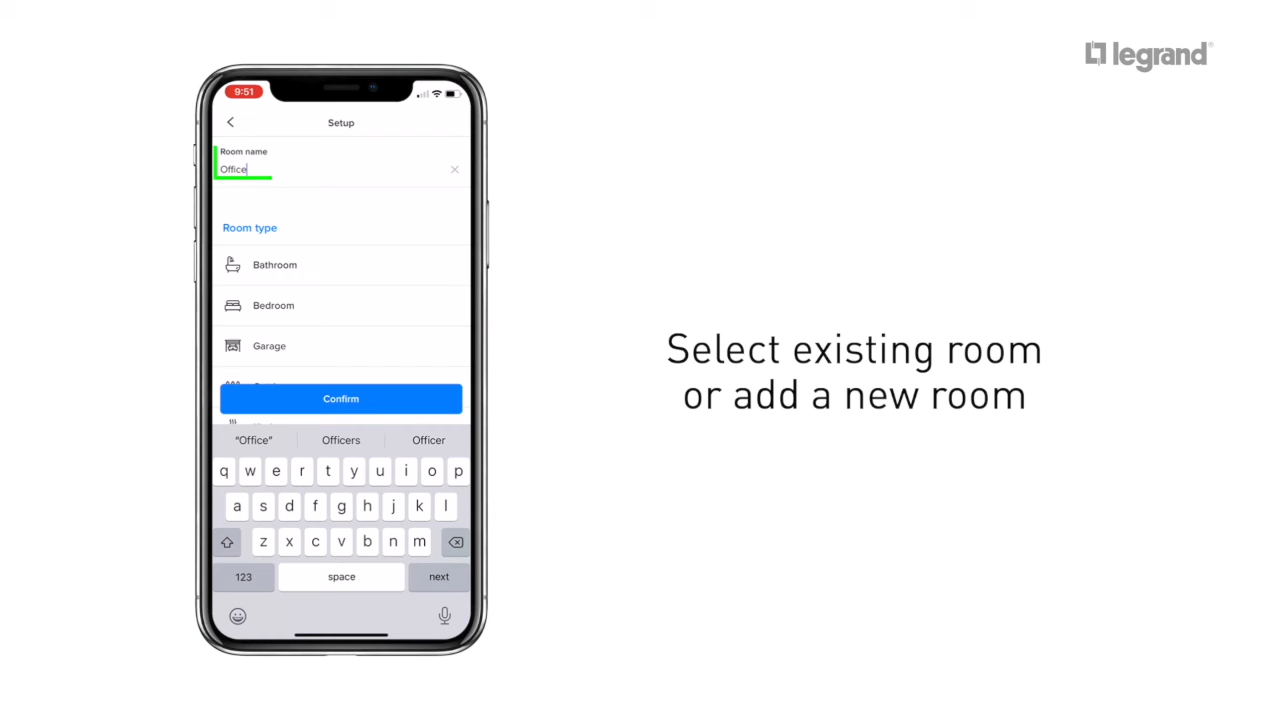 legrand®
9:51
Setup
Room name
Office
Room type
Bathroom
Bedroom
Garage
Confirm
"Office" Officers Officer
q w e r t y u i o p
a s d f g h j k l
z x c v b n m
123 space next
Select existing room
or add a new room